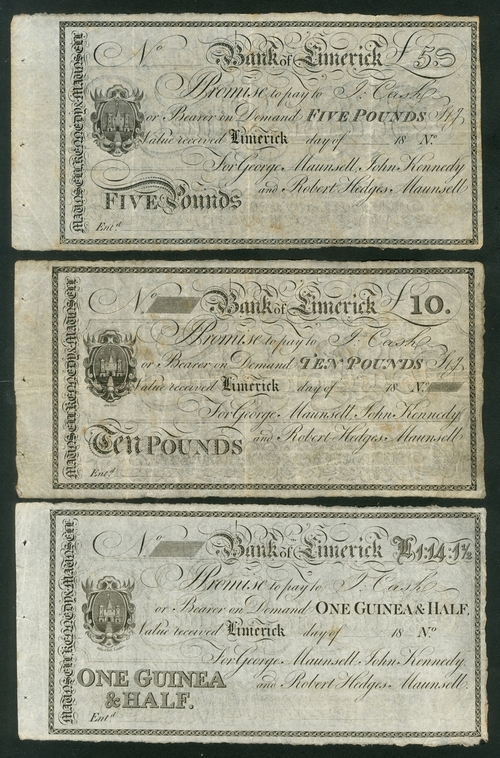 MAUNSELL, KENNEDY & MAUNSELL
No Bank of Limerick £5
I Promise to pay to J. Cash
or Bearer on Demand FIVE POUNDS Stg.
Value received Limerick day of 18 No.
For George Maunsell, John Kennedy
and Robert Hedges Maunsell
FIVE Pounds
Entd.
MAUNSELL, KENNEDY & MAUNSELL
No Bank of Limerick £10.
I Promise to pay to J. Cash
or Bearer on Demand TEN POUNDS Stg.
Value received Limerick day of 18 No.
For George Maunsell, John Kennedy
and Robert Hedges Maunsell
Ten POUNDS
Entd.
MAUNSELL, KENNEDY & MAUNSELL
No Bank of Limerick £1:14:1½
I Promise to pay to J. Cash
or Bearer on Demand ONE GUINEA & HALF.
Value received Limerick day of 18 No.
For George Maunsell, John Kennedy
and Robert Hedges Maunsell.
ONE GUINEA
& HALF.
Entd.